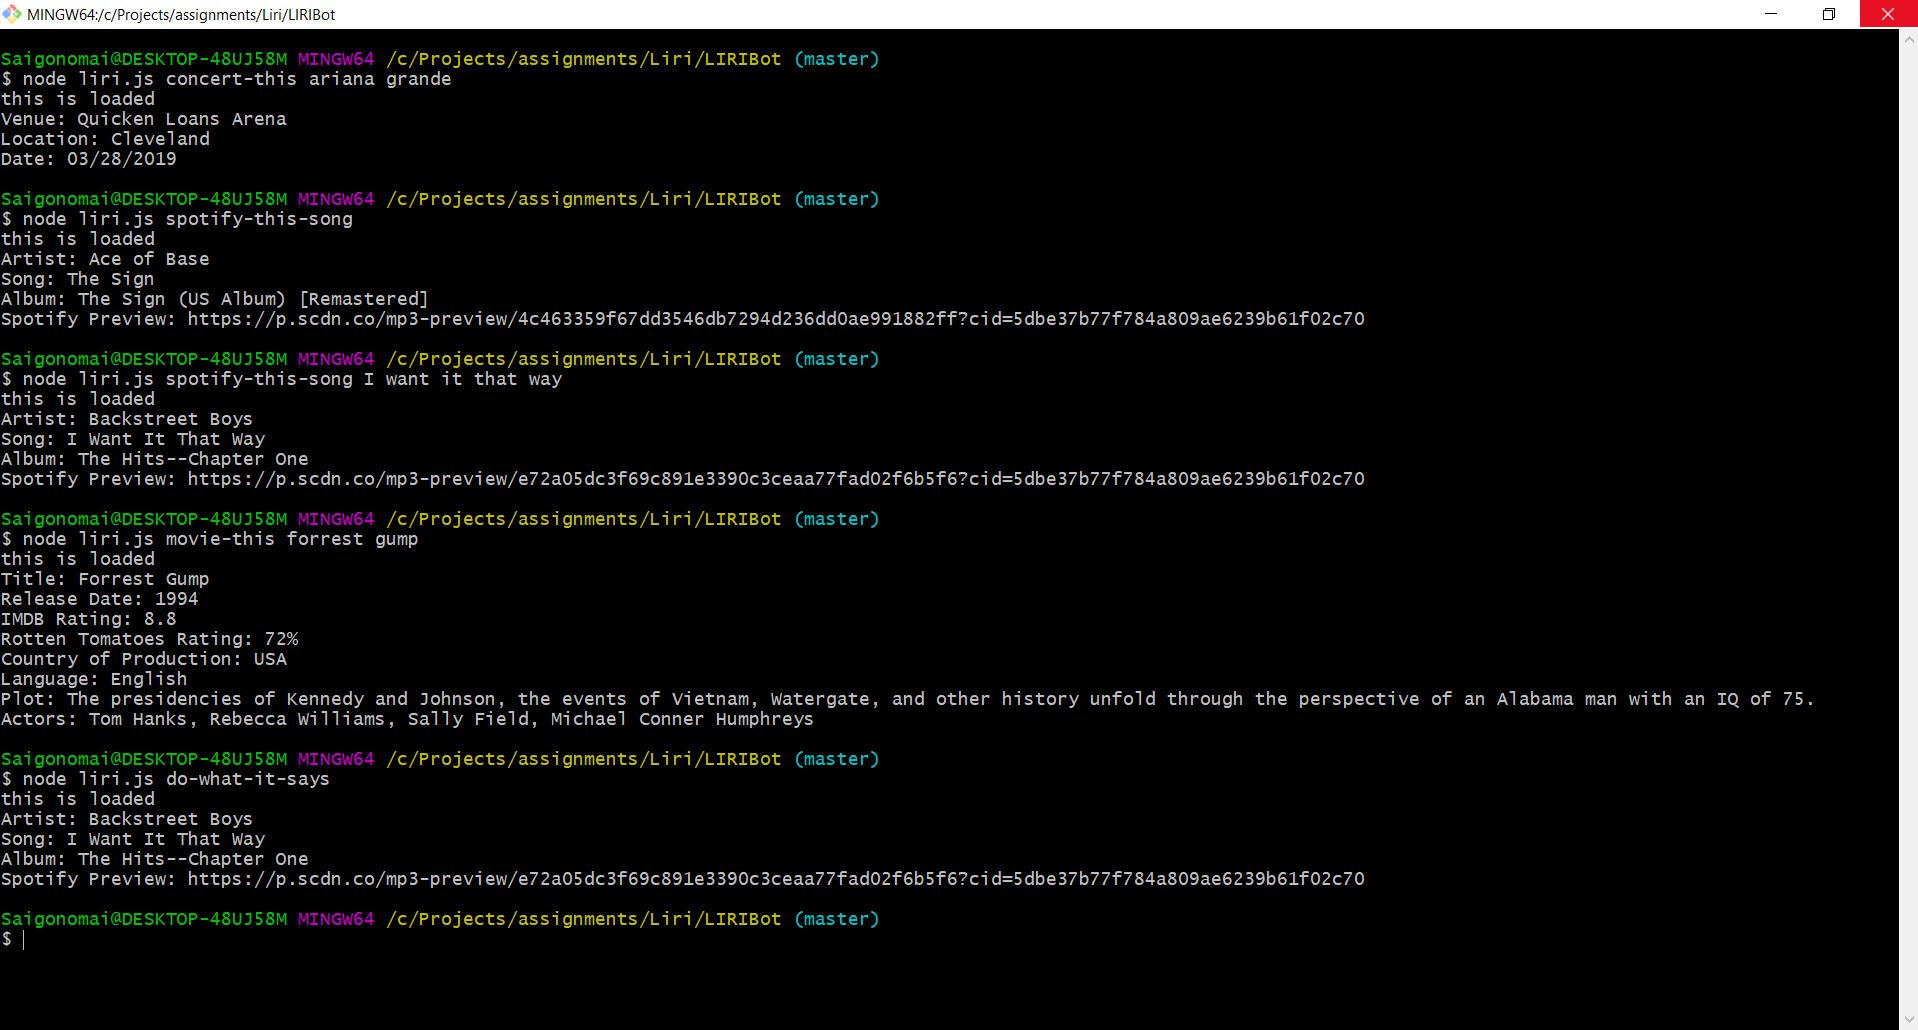 MINGW64:/c/Projects/assignments/Liri/LIRIBot
Saigonomai@DESKTOP-48UJ58M MINGW64 /c/Projects/assignments/Liri/LIRIBot (master)
$ node liri.js concert-this ariana grande
this is loaded
Venue: Quicken Loans Arena
Location: Cleveland
Date: 03/28/2019
Saigonomai@DESKTOP-48UJ58M MINGW64 /c/Projects/assignments/Liri/LIRIBot (master)
$ node liri.js spotify-this-song
this is loaded
Artist: Ace of Base
Song: The Sign
Album: The Sign (US Album) [Remastered]
Spotify Preview: https://p.scdn.co/mp3-preview/4c463359f67dd3546db7294d236dd0ae991882ff?cid=5dbe37b77f784a809ae6239b61f02c70
Saigonomai@DESKTOP-48UJ58M MINGW64 /c/Projects/assignments/Liri/LIRIBot (master)
$ node liri.js spotify-this-song I want it that way
this is loaded
Artist: Backstreet Boys
Song: I Want It That Way
Album: The Hits--Chapter One
Spotify Preview: https://p.scdn.co/mp3-preview/e72a05dc3f69c891e3390c3ceaa77fad02f6b5f6?cid=5dbe37b77f784a809ae6239b61f02c70
Saigonomai@DESKTOP-48UJ58M MINGW64 /c/Projects/assignments/Liri/LIRIBot (master)
$ node liri.js movie-this forrest gump
this is loaded
Title: Forrest Gump
Release Date: 1994
IMDB Rating: 8.8
Rotten Tomatoes Rating: 72%
Country of Production: USA
Language: English
Plot: The presidencies of Kennedy and Johnson, the events of Vietnam, Watergate, and other history unfold through the perspective of an Alabama man with an IQ of 75.
Actors: Tom Hanks, Rebecca Williams, Sally Field, Michael Conner Humphreys
Saigonomai@DESKTOP-48UJ58M MINGW64 /c/Projects/assignments/Liri/LIRIBot (master)
$ node liri.js do-what-it-says
this is loaded
Artist: Backstreet Boys
Song: I Want It That Way
Album: The Hits--Chapter One
Spotify Preview: https://p.scdn.co/mp3-preview/e72a05dc3f69c891e3390c3ceaa77fad02f6b5f6?cid=5dbe37b77f784a809ae6239b61f02c70
Saigonomai@DESKTOP-48UJ58M MINGW64 /c/Projects/assignments/Liri/LIRIBot (master)
$